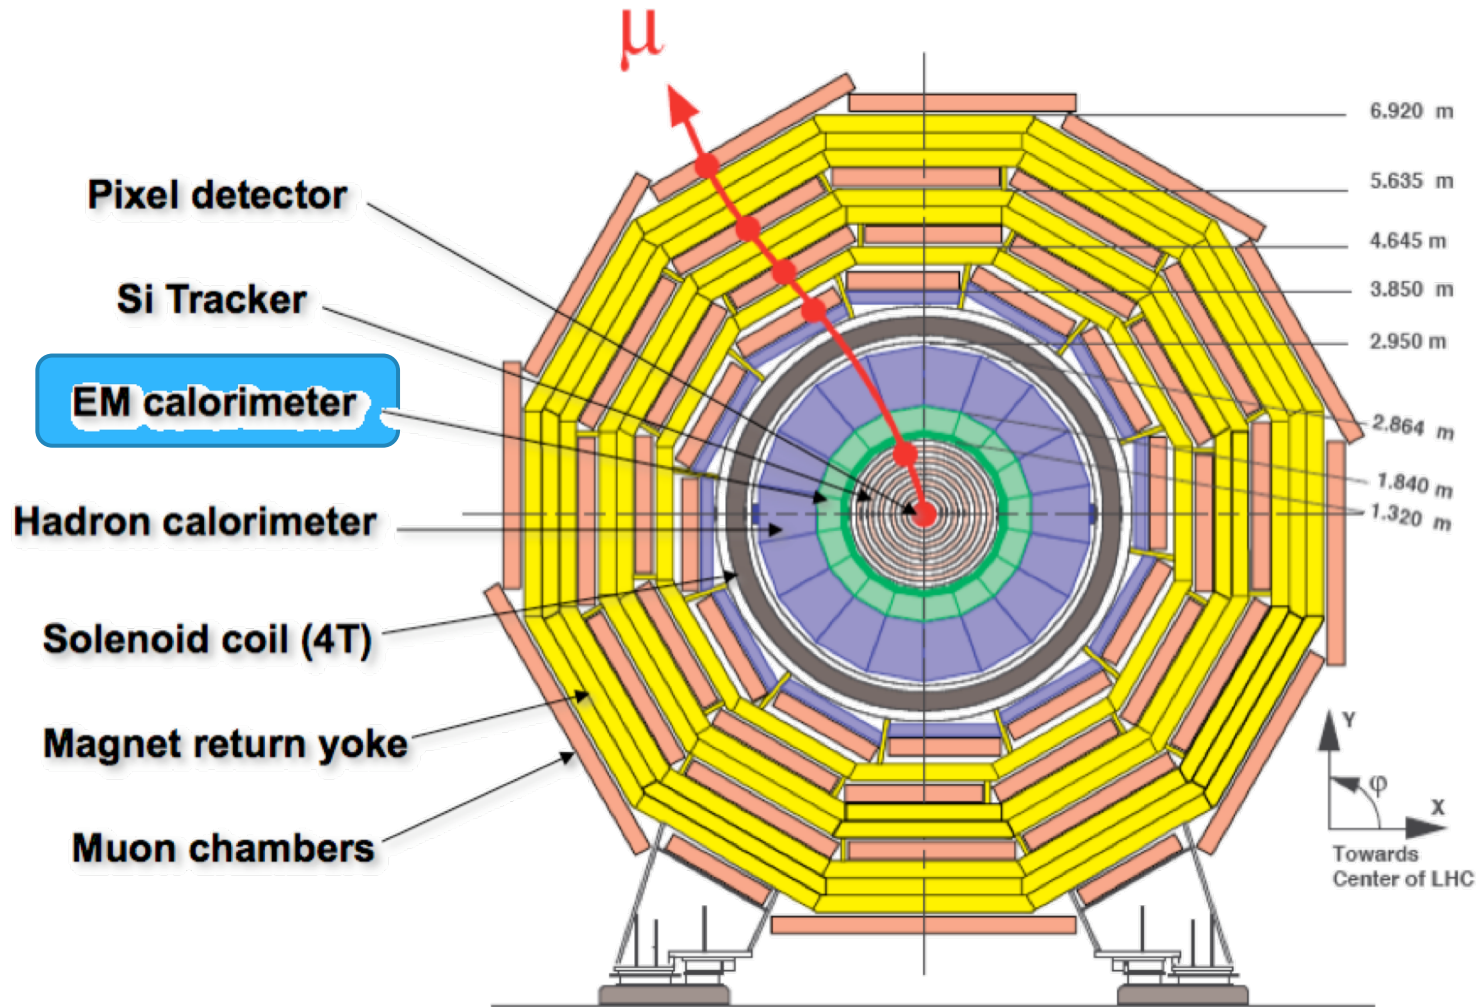 μ
6.920 m
5.635 m
4.645 m
3.850 m
2.950 m
2.864 m
1.840 m
1.320 m
Pixel detector
Si Tracker
EM calorimeter
Hadron calorimeter
Solenoid coil (4T)
Magnet return yoke
Muon chambers
Y
φ
X
Towards
Center of LHC